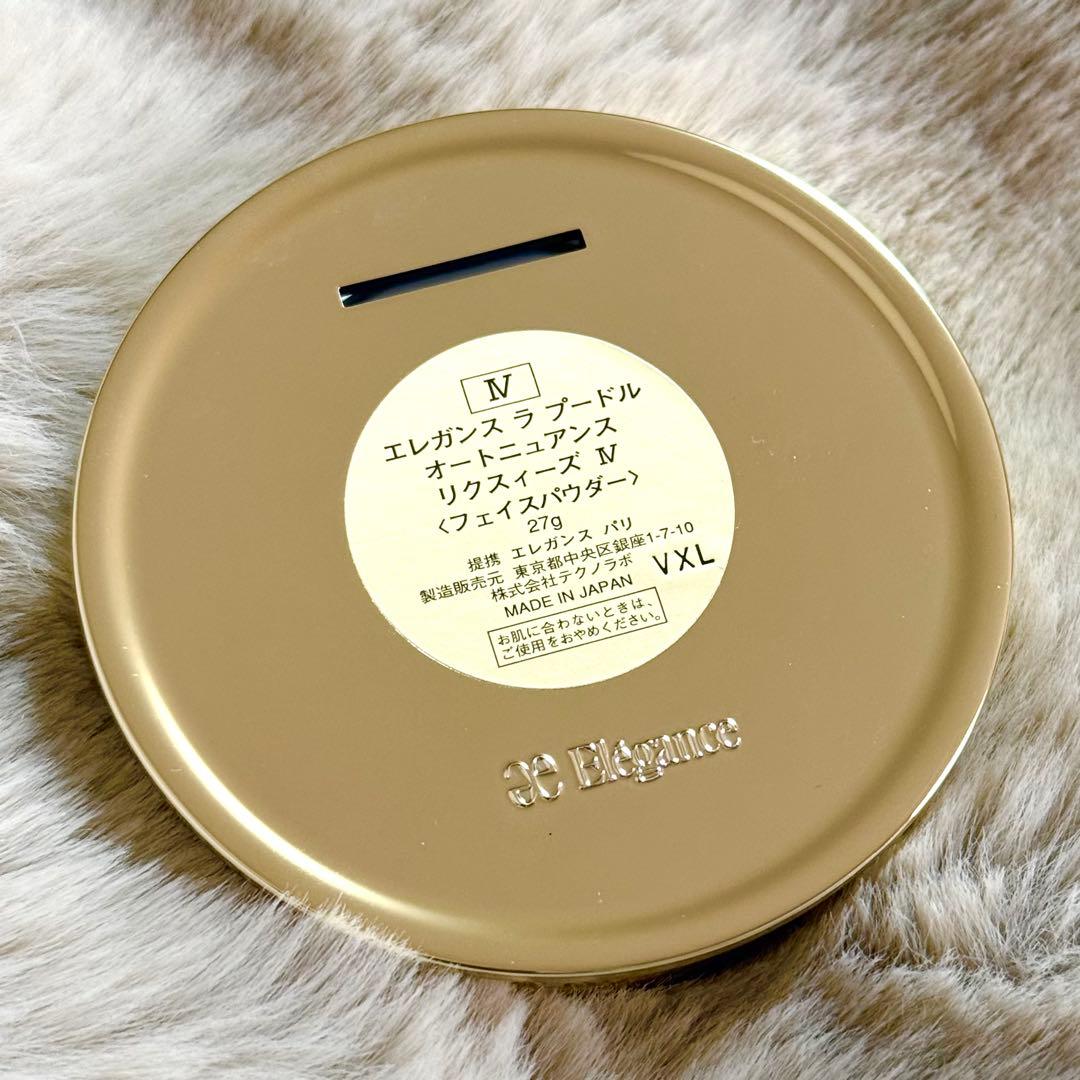 Ⅳ
エレガンス ラ プードル
オートニュアンス
リクスィーズ Ⅳ
〈フェイスパウダー〉
27g
提携 エレガンス パリ
製造販売元 東京都中央区銀座1-7-10
株式会社テクノラボ
VXL
MADE IN JAPAN
お肌に合わないときは、
ご使用をおやめください。
æ Elégance